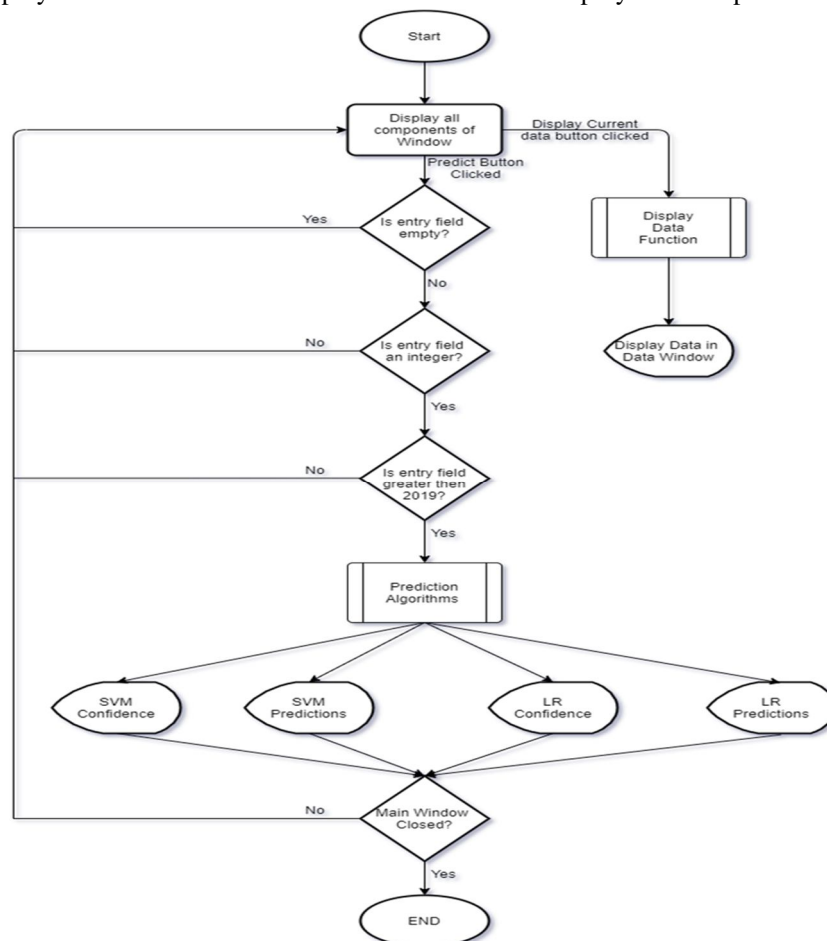 Start
Display all
components of
Window
Display Current
data button clicked
Predict Button
Clicked
Is entry field
empty?
Yes
No
Display
Data
Function
Is entry field
an integer?
No
Yes
Display Data in
Data Window
Is entry field
greater then
2019?
No
Yes
Prediction
Algorithms
SVM
Confidence
SVM
Predictions
LR
Confidence
LR
Predictions
Main Window
Closed?
No
Yes
END